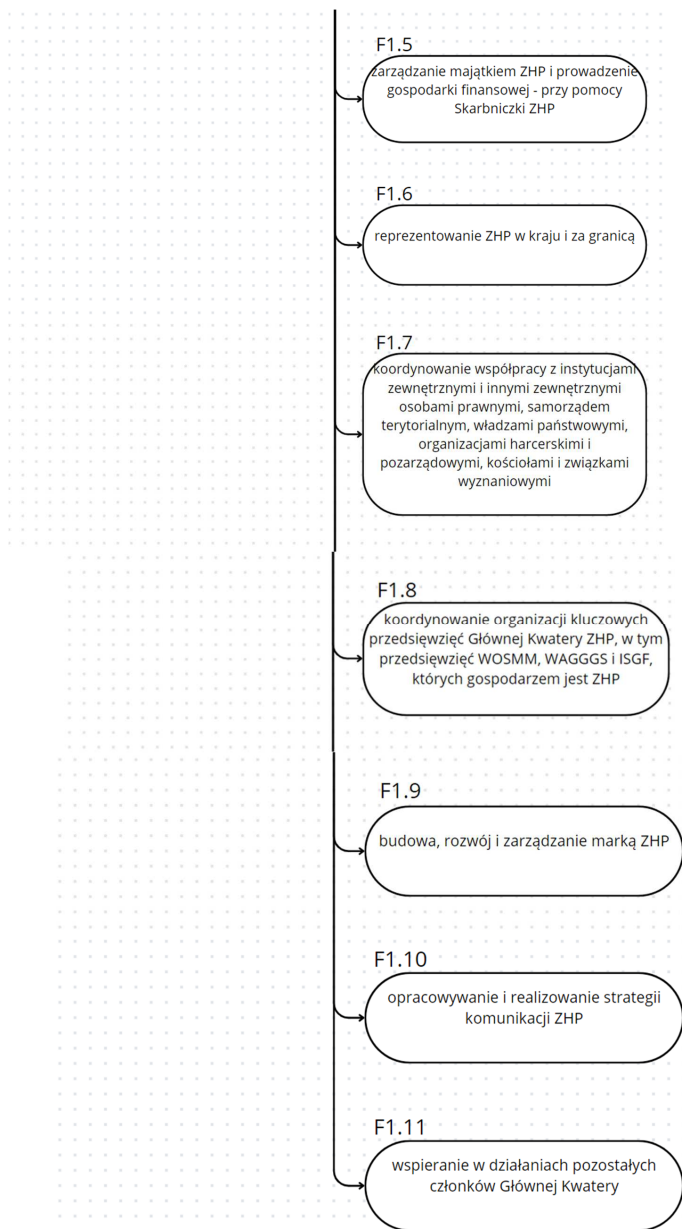 F1.5
zarządzanie majątkiem ZHP i prowadzenie
gospodarki finansowej - przy pomocy
Skarbniczki ZHP
F1.6
reprezentowanie ZHP w kraju i za granicą
F1.7
koordynowanie współpracy z instytucjami
zewnętrznymi i innymi zewnętrznymi
osobami prawnymi, samorządem
terytorialnym, władzami państwowymi,
organizacjami harcerskimi i
pozarządowymi, kościołami i związkami
wyznaniowymi
F1.8
koordynowanie organizacji kluczowych
przedsięwzięć Głównej Kwatery ZHP, w tym
przedsięwzięć WOSMM, WAGGGS i ISGF,
których gospodarzem jest ZHP
F1.9
budowa, rozwój i zarządzanie marką ZHP
F1.10
opracowywanie i realizowanie strategii
komunikacji ZHP
F1.11
wspieranie w działaniach pozostałych
członków Głównej Kwatery